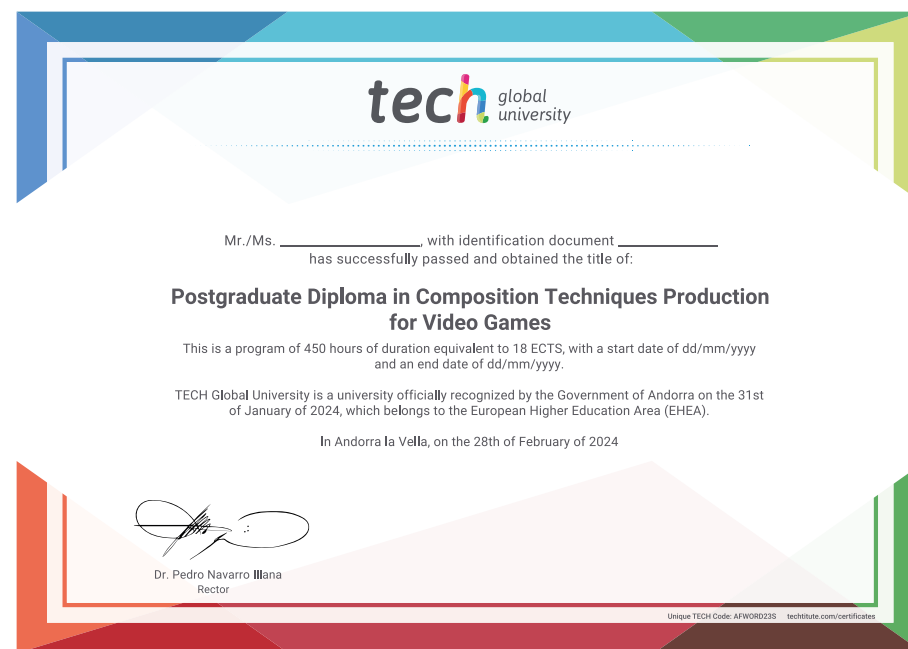 tech global university
Mr./Ms. ____________________, with identification document ______________
has successfully passed and obtained the title of:
Postgraduate Diploma in Composition Techniques Production
for Video Games
This is a program of 450 hours of duration equivalent to 18 ECTS, with a start date of dd/mm/yyyy
and an end date of dd/mm/yyyy.
TECH Global University is a university officially recognized by the Government of Andorra on the 31st
of January of 2024, which belongs to the European Higher Education Area (EHEA).
In Andorra la Vella, on the 28th of February of 2024
Dr. Pedro Navarro Illana
Rector
Unique TECH Code: AFWORD23S techtitute.com/certificates